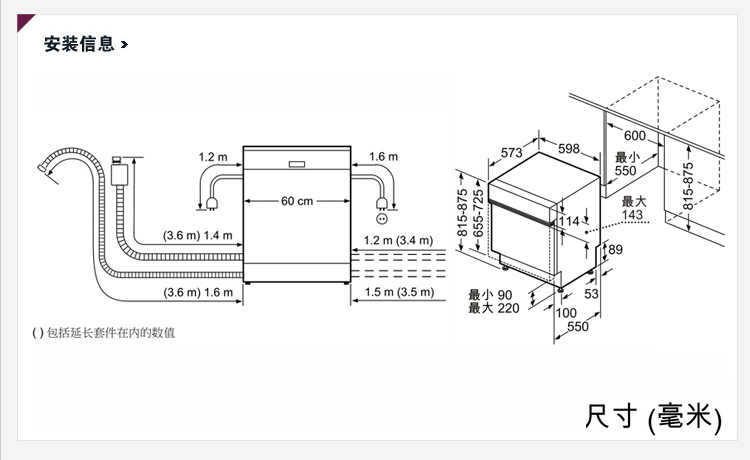 安装信息 ›
1.2 m
1.6 m
60 cm
(3.6 m) 1.4 m
1.2 m (3.4 m)
(3.6 m) 1.6 m
1.5 m (3.5 m)
( ) 包括延长套件在内的数值
573
598
600
最小
550
815-875
最大
143
815-875
655-725
114
89
53
最小 90
最大 220
100
550
尺寸 (毫米)